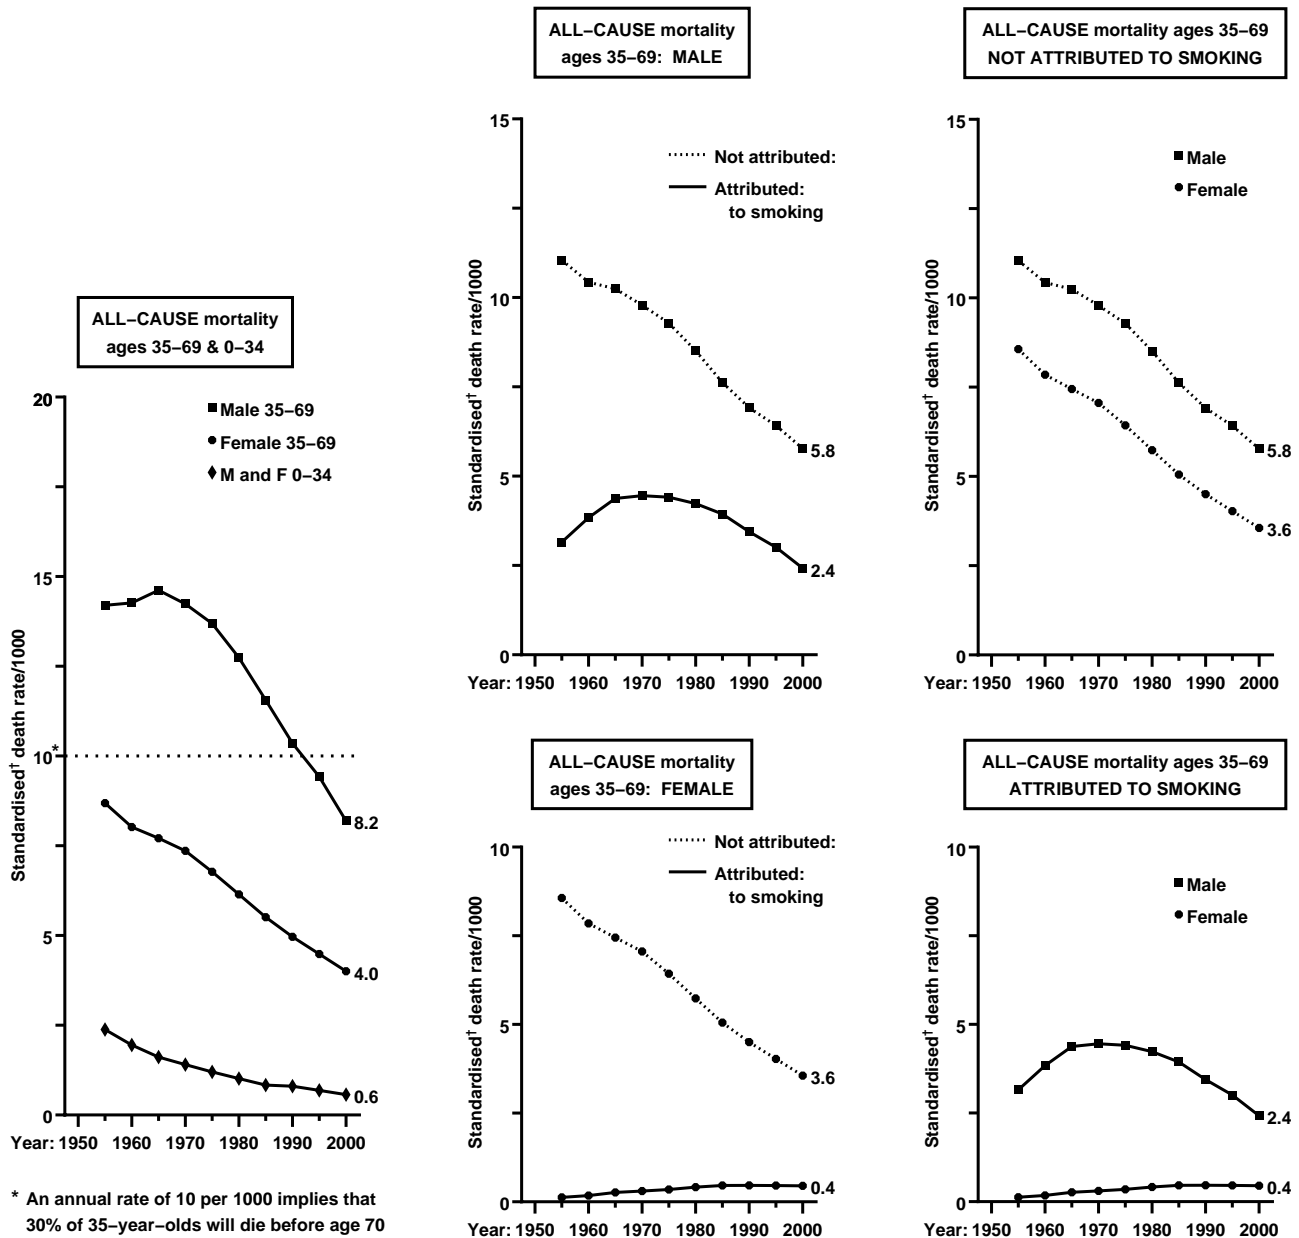 ALL−CAUSE mortality
ages 35−69 & 0−34
20
15
10*
5
0
Standardised† death rate/1000
Male 35−69
Female 35−69
M and F 0−34
8.2
4.0
0.6
Year: 1950 1960 1970 1980 1990 2000
* An annual rate of 10 per 1000 implies that
30% of 35−year−olds will die before age 70
ALL−CAUSE mortality
ages 35−69: MALE
15
10
5
0
Standardised† death rate/1000
Not attributed:
Attributed:
to smoking
5.8
2.4
Year: 1950 1960 1970 1980 1990 2000
ALL−CAUSE mortality ages 35−69
NOT ATTRIBUTED TO SMOKING
15
10
5
0
Standardised† death rate/1000
Male
Female
5.8
3.6
Year: 1950 1960 1970 1980 1990 2000
ALL−CAUSE mortality
ages 35−69: FEMALE
10
5
0
Standardised† death rate/1000
Not attributed:
Attributed:
to smoking
3.6
0.4
Year: 1950 1960 1970 1980 1990 2000
ALL−CAUSE mortality ages 35−69
ATTRIBUTED TO SMOKING
10
5
0
Standardised† death rate/1000
Male
Female
2.4
0.4
Year: 1950 1960 1970 1980 1990 2000